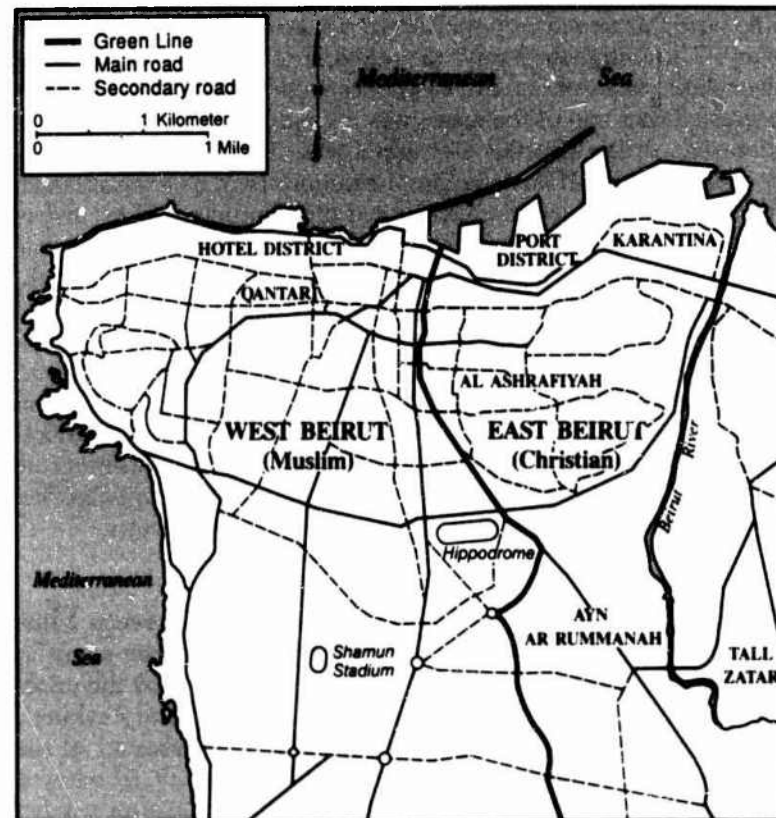 Green Line
Main road
Secondary road
0 1 Kilometer
0 1 Mile
Mediterranean Sea
HOTEL DISTRICT
PORT
DISTRICT
KARANTINA
QANTARI
AL ASHRAFIYAH
WEST BEIRUT
(Muslim)
EAST BEIRUT
(Christian)
Beirut River
Hippodrome
Mediterranean
Sea
AYN
AR RUMMANAH
Shamun
Stadium
TALL
ZATAR